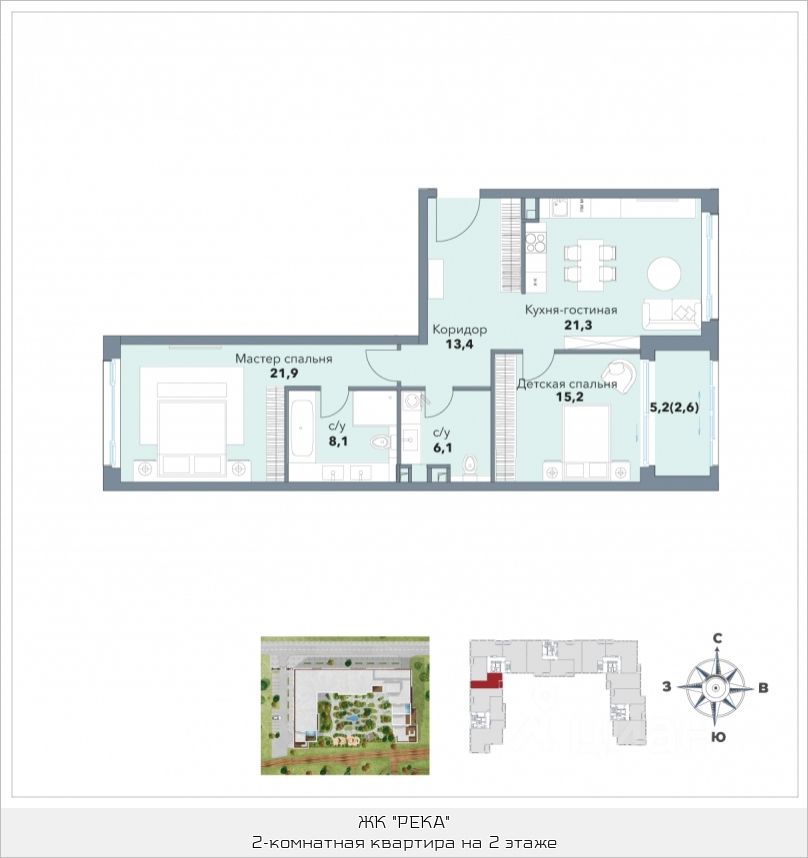 Кухня-гостиная
21,3
Коридор
13,4
Мастер спальня
21,9
Детская спальня
15,2
5,2(2,6)
с/у
8,1
с/у
6,1
С
З
В
Ю
циан
ЖК "РЕКА"
2-комнатная квартира на 2 этаже